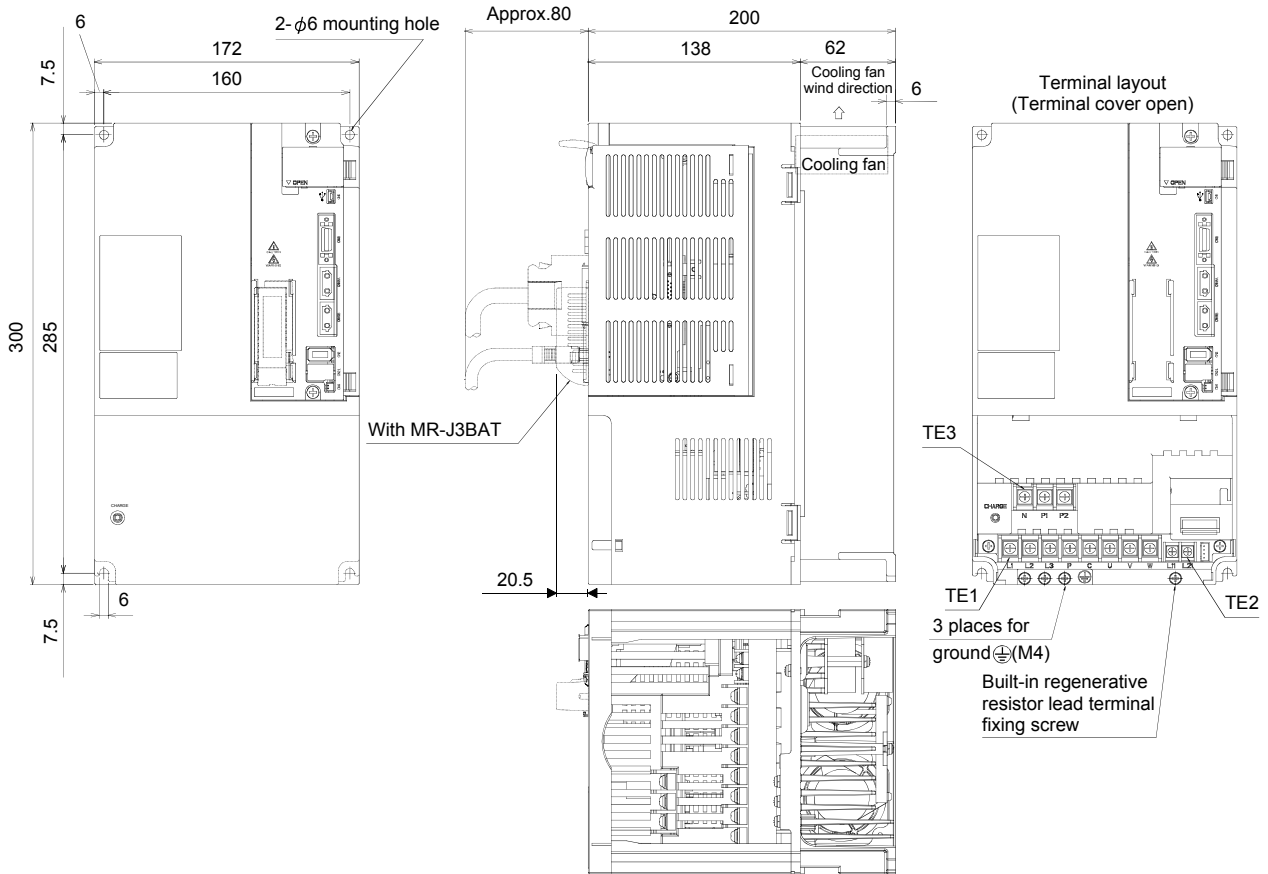 6
2-ϕ6 mounting hole
172
160
7.5
300
285
OPEN
CHARGE
6
7.5
Approx.80
200
138
62
Cooling fan
wind direction
6
Cooling fan
With MR-J3BAT
20.5
Terminal layout
(Terminal cover open)
OPEN
TE3
CHARGE
N P1 P2
L1 L2 L3 P C U V W L11 L21
TE1
TE2
3 places for
ground (M4)
Built-in regenerative
resistor lead terminal
fixing screw